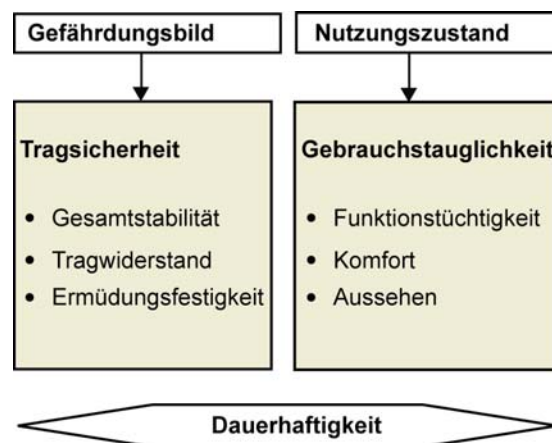 Gefährdungsbild
Nutzungszustand
Tragsicherheit
• Gesamtstabilität
• Tragwiderstand
• Ermüdungsfestigkeit
Gebrauchstauglichkeit
• Funktionstüchtigkeit
• Komfort
• Aussehen
Dauerhaftigkeit